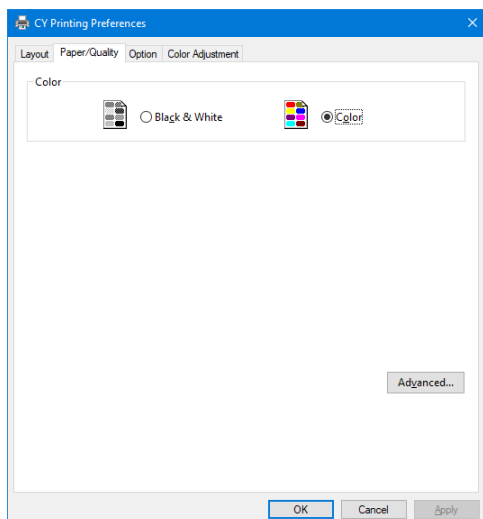 CY Printing Preferences
Layout Paper/Quality Option Color Adjustment
Color
Black & White Color
Advanced...
OK Cancel Apply